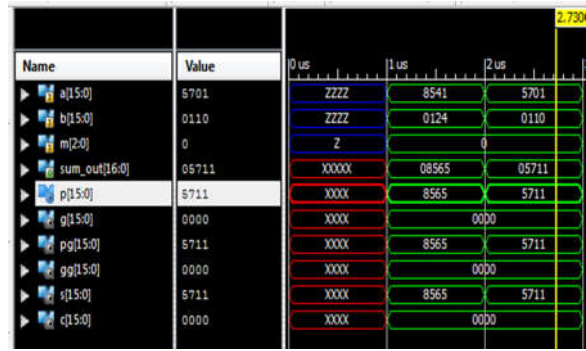 2.730
Name Value 0 us 1 us 2 us
a[15:0] 5701 ZZZZ 8541 5701
b[15:0] 0110 ZZZZ 0124 0110
m[2:0] 0 Z 0
sum_out[16:0] 05711 XXXXX 08565 05711
p[15:0] 5711 XXXX 8565 5711
g[15:0] 0000 XXXX 0000
pg[15:0] 5711 XXXX 8565 5711
gg[15:0] 0000 XXXX 0000
s[15:0] 5711 XXXX 8565 5711
c[15:0] 0000 XXXX 0000